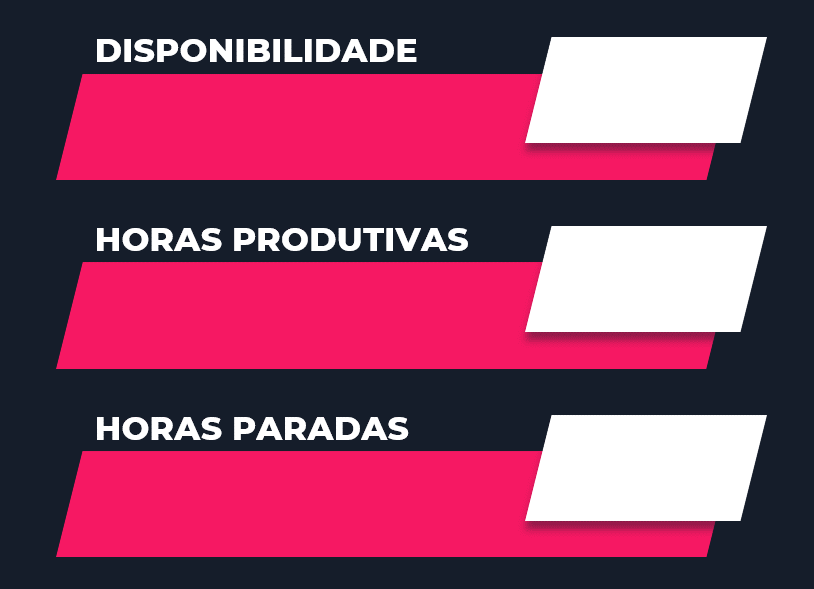 DISPONIBILIDADE
HORAS PRODUTIVAS
HORAS PARADAS